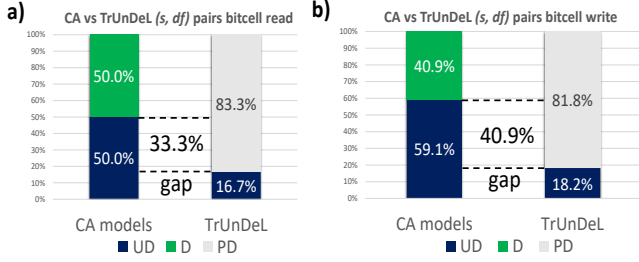 a)
CA vs TrUnDeL (s, df) pairs bitcell read
100%
90%
80%
70%
60%
50%
40%
30%
20%
10%
0%
50.0%
50.0%
83.3%
16.7%
33.3%
gap
CA models
TrUnDeL
UD D PD
b)
CA vs TrUnDeL (s, df) pairs bitcell write
100%
90%
80%
70%
60%
50%
40%
30%
20%
10%
0%
40.9%
59.1%
81.8%
18.2%
40.9%
gap
CA models
TrUnDeL
UD D PD